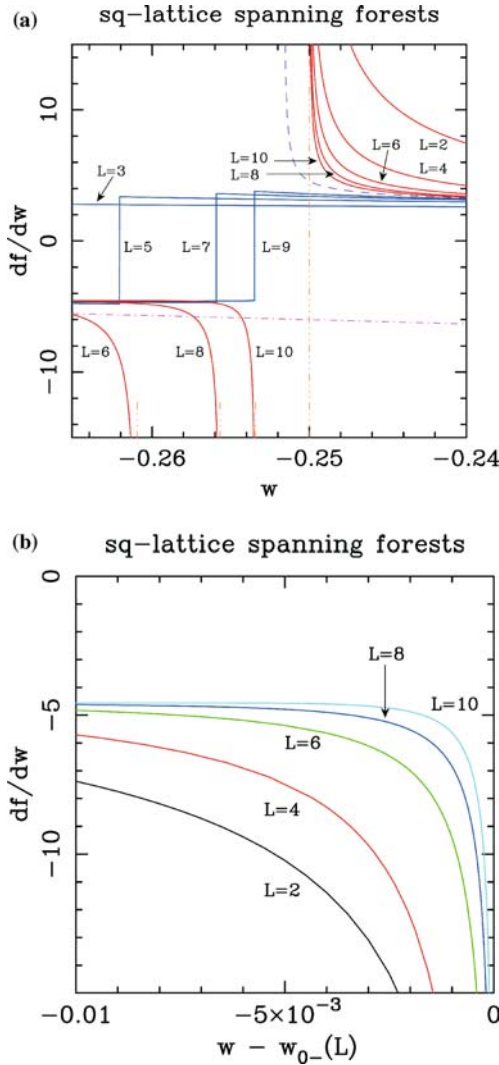 (a)
sq-lattice spanning forests
10
0
-10
df/dw
L=3
L=10
L=8
L=6
L=2
L=4
L=5
L=7
L=9
L=6
L=8
L=10
-0.26
-0.25
-0.24
w
(b)
sq-lattice spanning forests
0
-5
-10
df/dw
L=8
L=10
L=6
L=4
L=2
-0.01
-5×10⁻³
0
w - w₀₋(L)